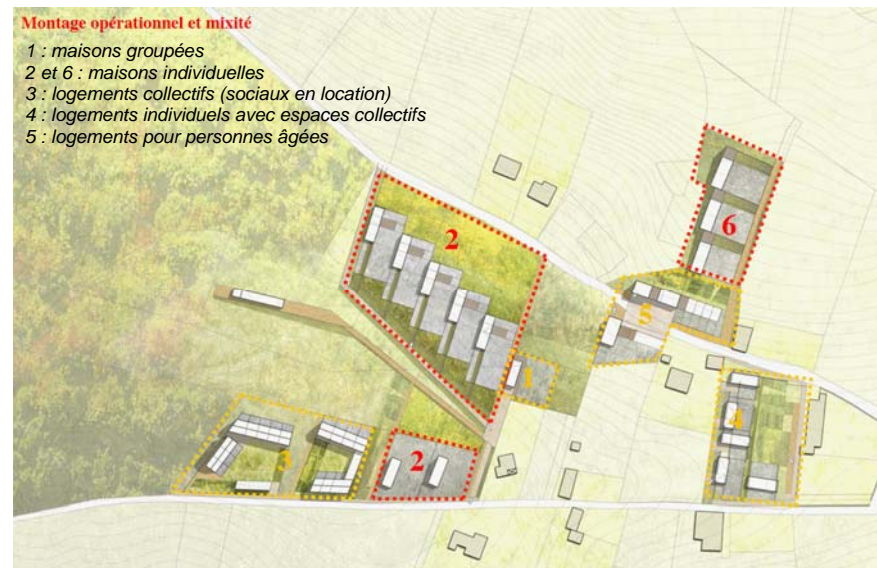 Montage opérationnel et mixité
1 : maisons groupées
2 et 6 : maisons individuelles
3 : logements collectifs (sociaux en location)
4 : logements individuels avec espaces collectifs
5 : logements pour personnes âgées
6
2
5
1
4
3
2